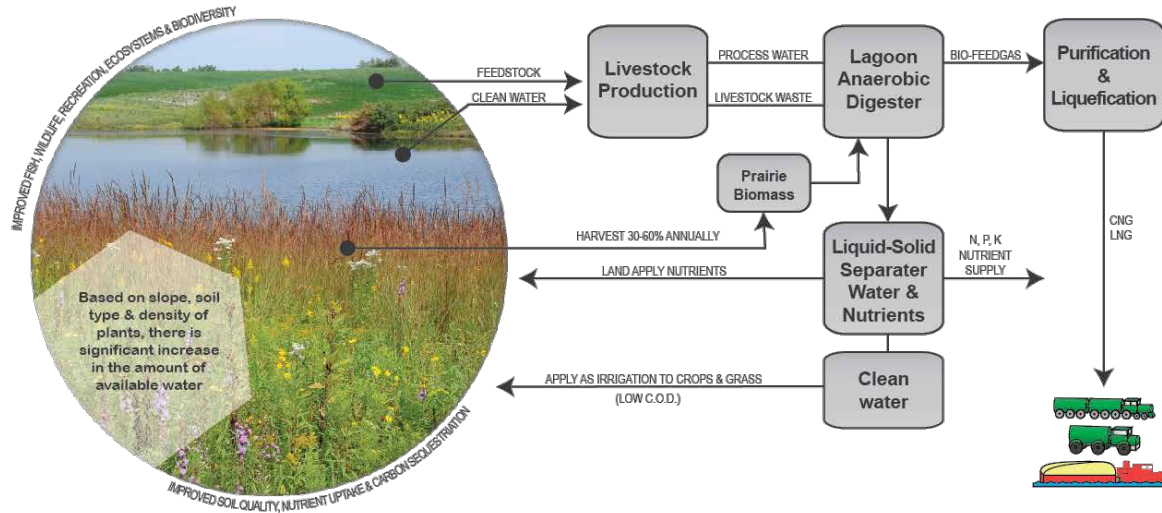 IMPROVED FISH, WILDLIFE, RECREATION, ECOSYSTEMS & BIODIVERSITY
FEEDSTOCK
CLEAN WATER
Livestock
Production
PROCESS WATER
LIVESTOCK WASTE
Lagoon
Anaerobic
Digester
BIO-FEEDGAS
Purification
&
Liquefication
Prairie
Biomass
HARVEST 30-60% ANNUALLY
LAND APPLY NUTRIENTS
Liquid-Solid
Separater
Water &
Nutrients
N, P, K
NUTRIENT
SUPPLY
CNG
LNG
Based on slope, soil
type & density of
plants, there is
significant increase
in the amount of
available water
APPLY AS IRRIGATION TO CROPS & GRASS
(LOW C.O.D.)
Clean
water
IMPROVED SOIL QUALITY, NUTRIENT UPTAKE & CARBON SEQUESTRIATION